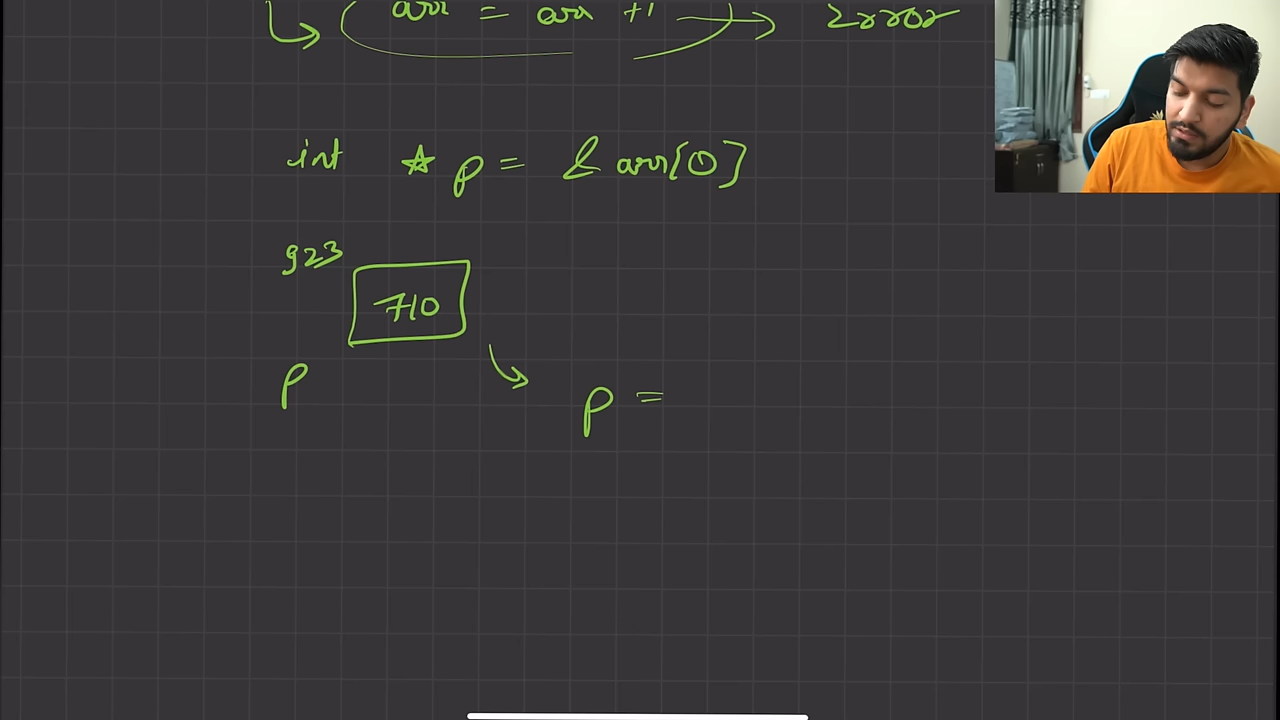 arr = arr +1 → Error
int * p = & arr[0]
923
710
p
p =